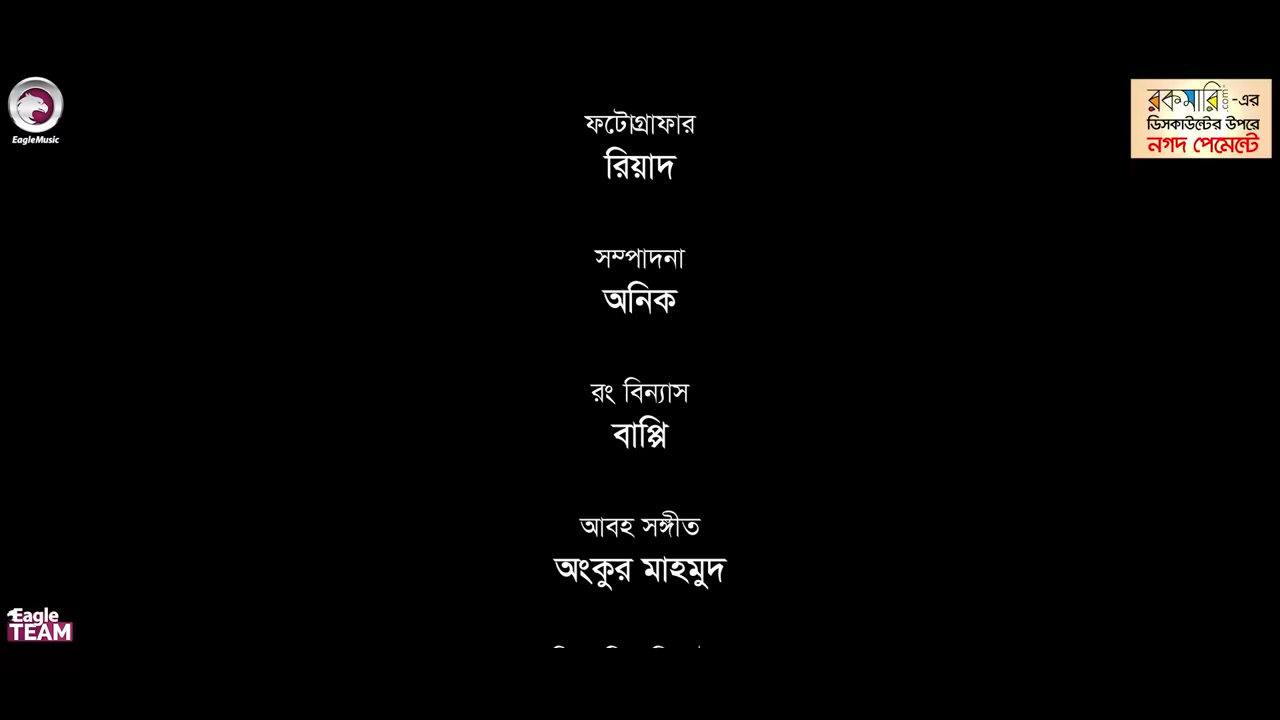 EagleMusic
রকমারি.com-এর
ডিসকাউন্টের উপরে
নগদ পেমেন্টে
ফটোগ্রাফার
রিয়াদ
সম্পাদনা
অনিক
রং বিন্যাস
বাপ্পি
আবহ সঙ্গীত
অংকুর মাহমুদ
Eagle
TEAM